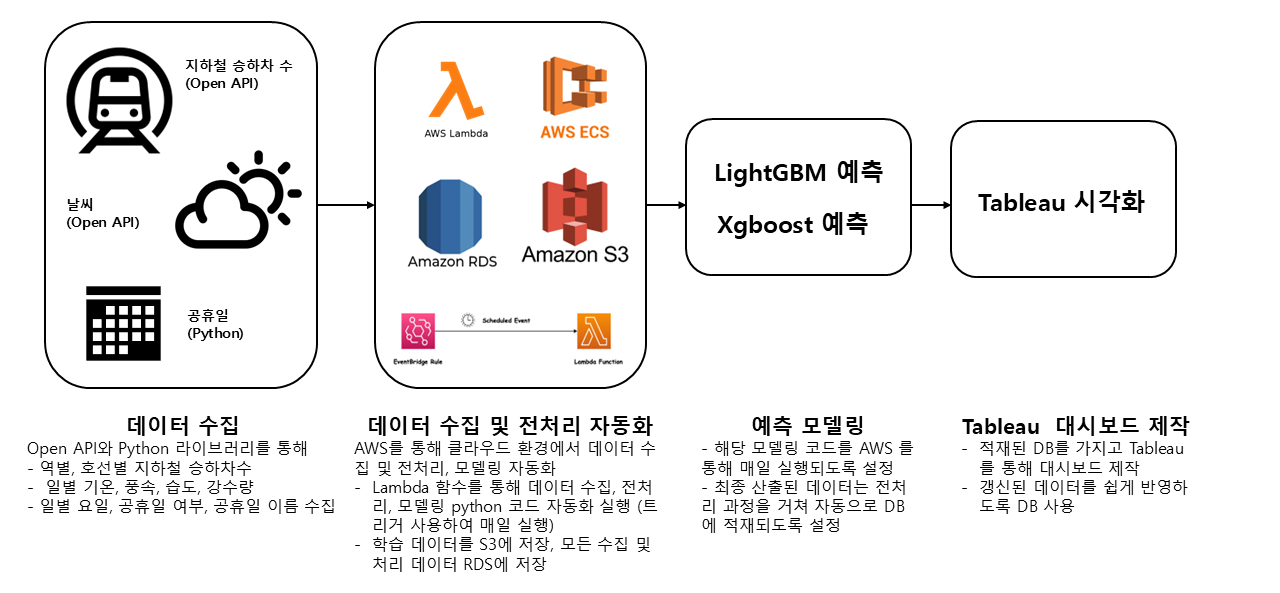 지하철 승하차 수
(Open API)
날씨
(Open API)
공휴일
(Python)
AWS Lambda
AWS ECS
Amazon RDS
Amazon S3
Scheduled Event
EventBridge Rule
Lambda Function
LightGBM 예측
Xgboost 예측
Tableau 시각화
데이터 수집
Open API와 Python 라이브러리를 통해
- 역별, 호선별 지하철 승하차수
- 일별 기온, 풍속, 습도, 강수량
- 일별 요일, 공휴일 여부, 공휴일 이름 수집
데이터 수집 및 전처리 자동화
AWS를 통해 클라우드 환경에서 데이터 수
집 및 전처리, 모델링 자동화
- Lambda 함수를 통해 데이터 수집, 전처
리, 모델링 python 코드 자동화 실행 (트
리거 사용하여 매일 실행)
- 학습 데이터를 S3에 저장, 모든 수집 및
처리 데이터 RDS에 저장
예측 모델링
- 해당 모델링 코드를 AWS 를
통해 매일 실행되도록 설정
- 최종 산출된 데이터는 전처
리 과정을 거쳐 자동으로 DB
에 적재되도록 설정
Tableau 대시보드 제작
- 적재된 DB를 가지고 Tableau
를 통해 대시보드 제작
- 갱신된 데이터를 쉽게 반영하
도록 DB 사용